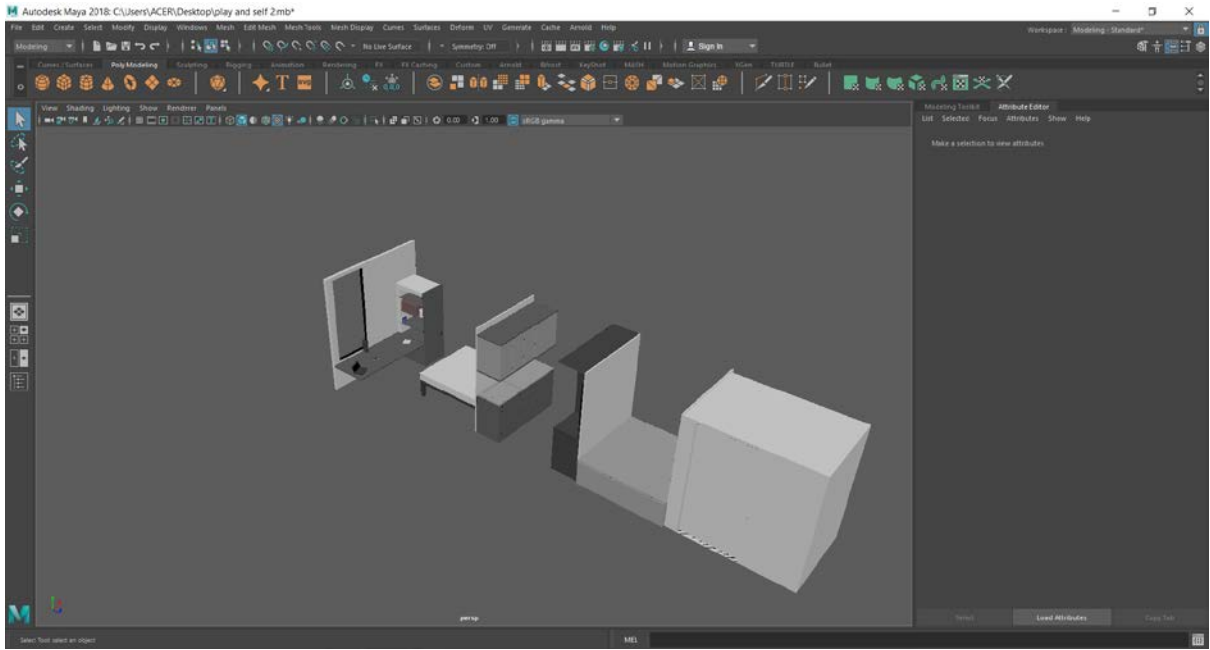 Autodesk Maya 2018: C:\Users\ACER\Desktop\play and self 2.mb*
File Edit Create Select Modify Display Windows Mesh Edit Mesh Mesh Tools Mesh Display Curves Surfaces Deform UV Generate Cache Arnold Help
Workspace: Modeling - Standard*
Modeling No Live Surface Symmetry: Off Sign In
Curves / Surfaces Poly Modeling Sculpting Rigging Animation Rendering FX FX Caching Custom Arnold Bifrost KeyShot MASH Motion Graphics XGen TURTLE Bullet
View Shading Lighting Show Renderer Panels
0.00 1.00 sRGB gamma
Modeling Toolkit Attribute Editor
List Selected Focus Attributes Show Help
Make a selection to view attributes
persp
Select Load Attributes Copy Tab
Select Tool: select an object
MEL